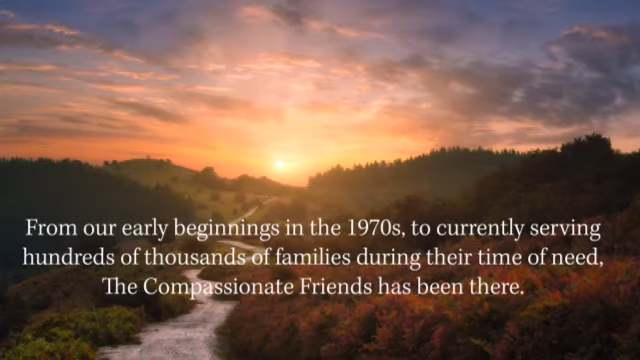 From our early beginnings in the 1970s, to currently serving
hundreds of thousands of families during their time of need,
The Compassionate Friends has been there.